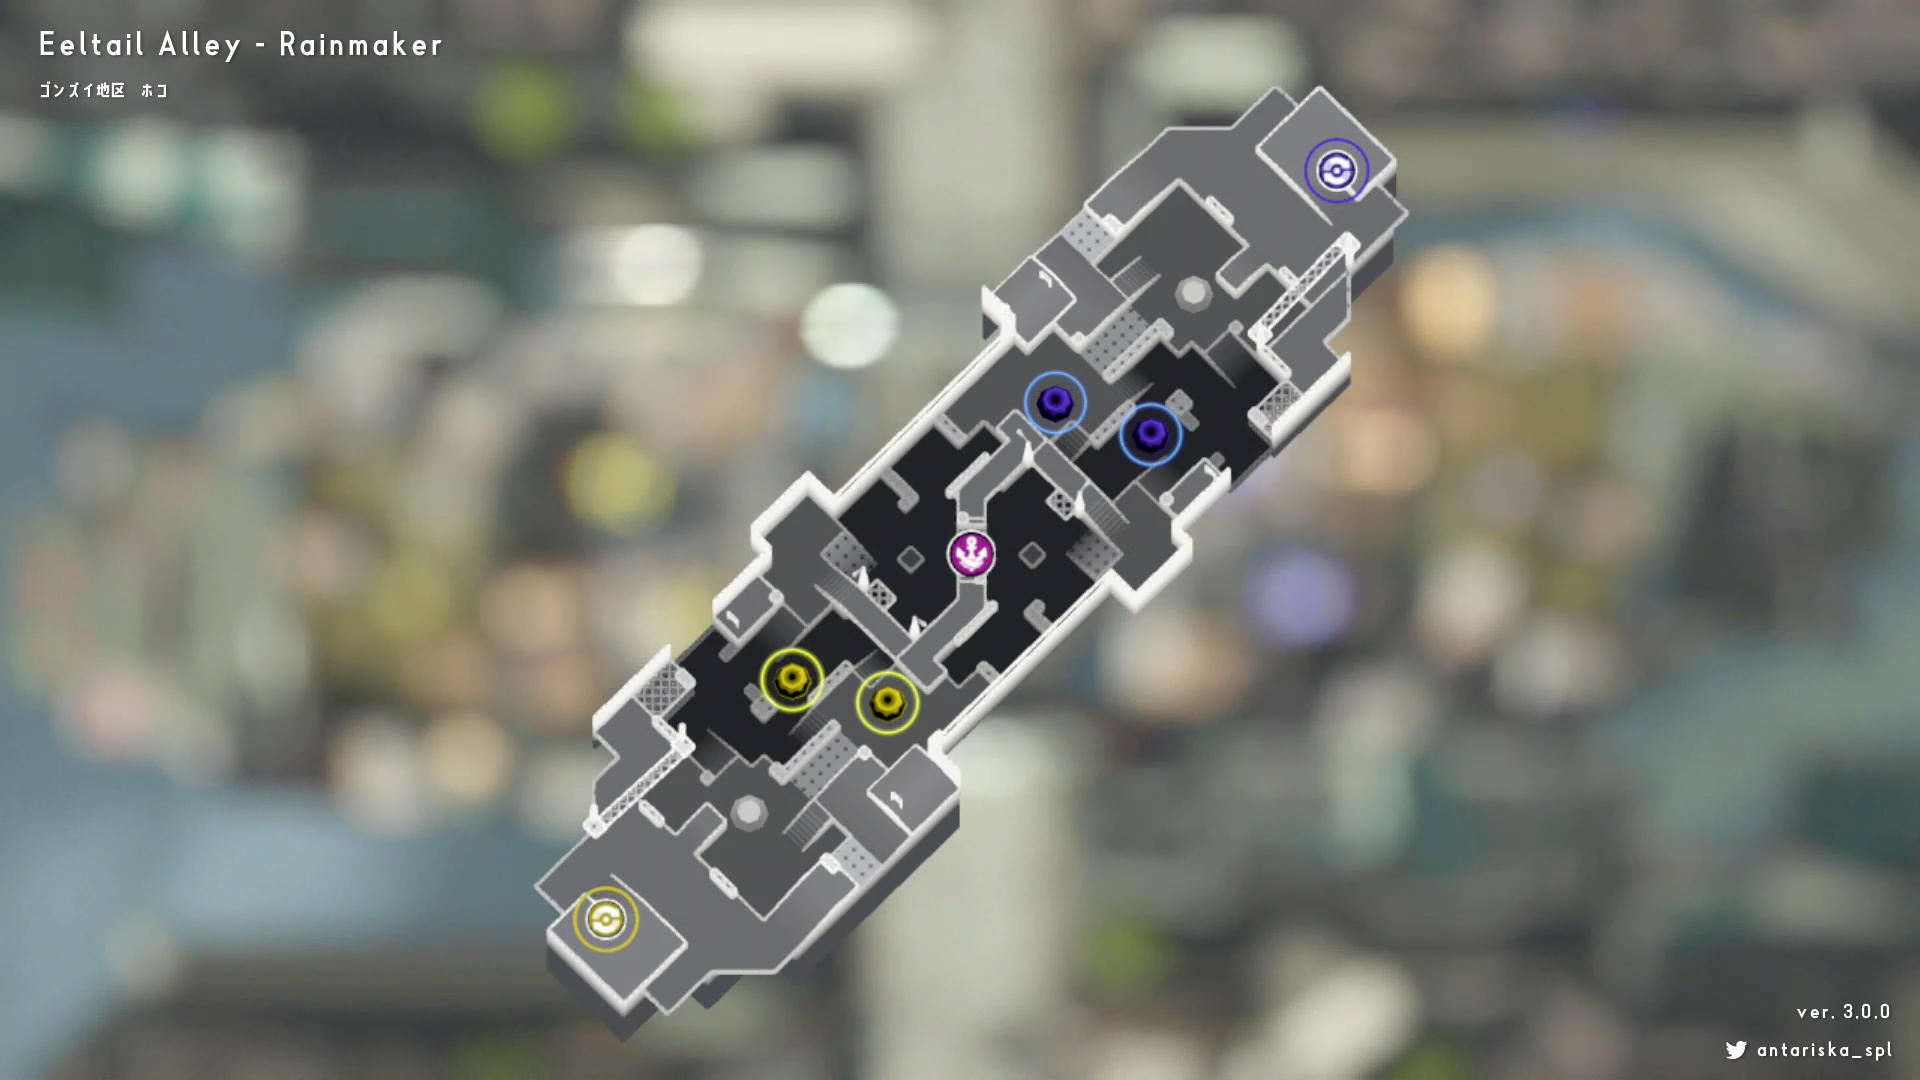 Eeltail Alley - Rainmaker
ゴンズイ地区 ホコ
ver. 3.0.0
antariska_spl